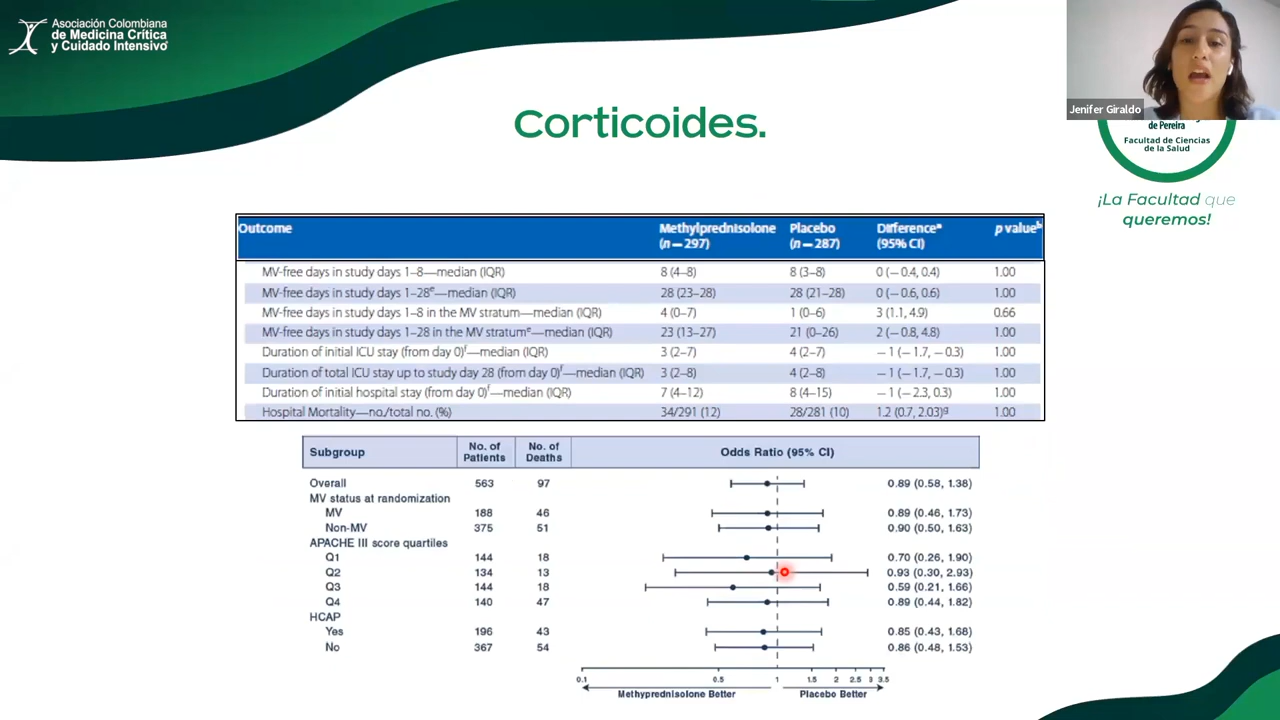 Asociación Colombiana
de Medicina Crítica
y Cuidado Intensivo
Jenifer Giraldo
de Pereira
Facultad de Ciencias
de la Salud
¡La Facultad que
queremos!
Corticoides.
Outcome Methylprednisolone (n—297) Placebo (n—287) Differenceᵃ (95% CI) p valueᵇ
MV-free days in study days 1–8—median (IQR) 8 (4–8) 8 (3–8) 0 (−0.4, 0.4) 1.00
MV-free days in study days 1–28ᵉ—median (IQR) 28 (23–28) 28 (21–28) 0 (−0.6, 0.6) 1.00
MV-free days in study days 1–8 in the MV stratum—median (IQR) 4 (0–7) 1 (0–6) 3 (1.1, 4.9) 0.66
MV-free days in study days 1–28 in the MV stratumᵉ—median (IQR) 23 (13–27) 21 (0–26) 2 (−0.8, 4.8) 1.00
Duration of initial ICU stay (from day 0)ᶠ—median (IQR) 3 (2–7) 4 (2–7) −1 (−1.7, −0.3) 1.00
Duration of total ICU stay up to study day 28 (from day 0)ᶠ—median (IQR) 3 (2–8) 4 (2–8) −1 (−1.7, −0.3) 1.00
Duration of initial hospital stay (from day 0)ᶠ—median (IQR) 7 (4–12) 8 (4–15) −1 (−2.3, 0.3) 1.00
Hospital Mortality—no./total no. (%) 34/291 (12) 28/281 (10) 1.2 (0.7, 2.03)ᵍ 1.00
Subgroup No. of Patients No. of Deaths Odds Ratio (95% CI)
Overall 563 97 0.89 (0.58, 1.38)
MV status at randomization
MV 188 46 0.89 (0.46, 1.73)
Non-MV 375 51 0.90 (0.50, 1.63)
APACHE III score quartiles
Q1 144 18 0.70 (0.26, 1.90)
Q2 134 13 0.93 (0.30, 2.93)
Q3 144 18 0.59 (0.21, 1.66)
Q4 140 47 0.89 (0.44, 1.82)
HCAP
Yes 196 43 0.85 (0.43, 1.68)
No 367 54 0.86 (0.48, 1.53)
0.1 0.5 1 1.5 2 2.5 3 3.5
Methyprednisolone Better Placebo Better